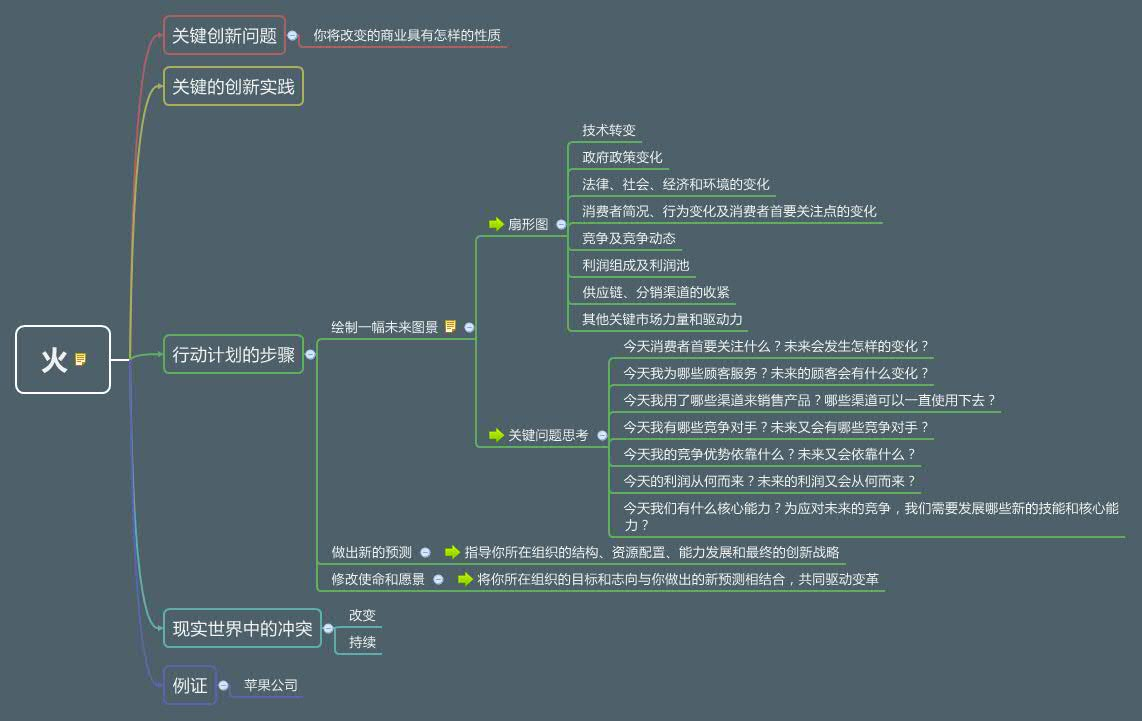 关键创新问题
你将改变的商业具有怎样的性质
关键的创新实践
技术转变
政府政策变化
法律、社会、经济和环境的变化
消费者简况、行为变化及消费者首要关注点的变化
扇形图
竞争及竞争动态
利润组成及利润池
供应链、分销渠道的收紧
其他关键市场力量和驱动力
绘制一幅未来图景
火
行动计划的步骤
今天消费者首要关注什么？未来会发生怎样的变化？
今天我为哪些顾客服务？未来的顾客会有什么变化？
今天我用了哪些渠道来销售产品？哪些渠道可以一直使用下去？
今天我有哪些竞争对手？未来又会有哪些竞争对手？
关键问题思考
今天我的竞争优势依靠什么？未来又会依靠什么？
今天的利润从何而来？未来的利润又会从何而来？
今天我们有什么核心能力？为应对未来的竞争，我们需要发展哪些新的技能和核心能
力？
做出新的预测
指导你所在组织的结构、资源配置、能力发展和最终的创新战略
修改使命和愿景
将你所在组织的目标和志向与你做出的新预测相结合，共同驱动变革
现实世界中的冲突
改变
持续
例证
苹果公司